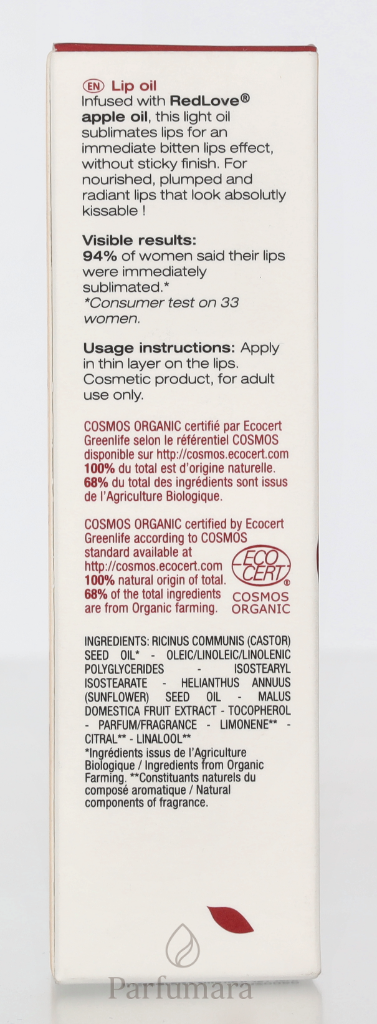 EN Lip oil
Infused with RedLove®
apple oil, this light oil
sublimates lips for an
immediate bitten lips effect,
without sticky finish. For
nourished, plumped and
radiant lips that look absolutly
kissable !
Visible results:
94% of women said their lips
were immediately
sublimated.*
*Consumer test on 33
women.
Usage instructions: Apply
in thin layer on the lips.
Cosmetic product, for adult
use only.
COSMOS ORGANIC certifié par Ecocert
Greenlife selon le référentiel COSMOS
disponible sur http://cosmos.ecocert.com
100% du total est d'origine naturelle.
68% du total des ingrédients sont issus
de l'Agriculture Biologique.
COSMOS ORGANIC certified by Ecocert
Greenlife according to COSMOS
standard available at
http://cosmos.ecocert.com
100% natural origin of total.
68% of the total ingredients
are from Organic farming.
ECO
CERT®
COSMOS
ORGANIC
INGREDIENTS: RICINUS COMMUNIS (CASTOR)
SEED OIL* - OLEIC/LINOLEIC/LINOLENIC
POLYGLYCERIDES - ISOSTEARYL
ISOSTEARATE - HELIANTHUS ANNUUS
(SUNFLOWER) SEED OIL - MALUS
DOMESTICA FRUIT EXTRACT - TOCOPHEROL
- PARFUM/FRAGRANCE - LIMONENE** -
CITRAL** - LINALOOL**
*Ingrédients issus de l'Agriculture
Biologique / Ingredients from Organic
Farming. **Constituants naturels du
composé aromatique / Natural
components of fragrance.
Parfumara